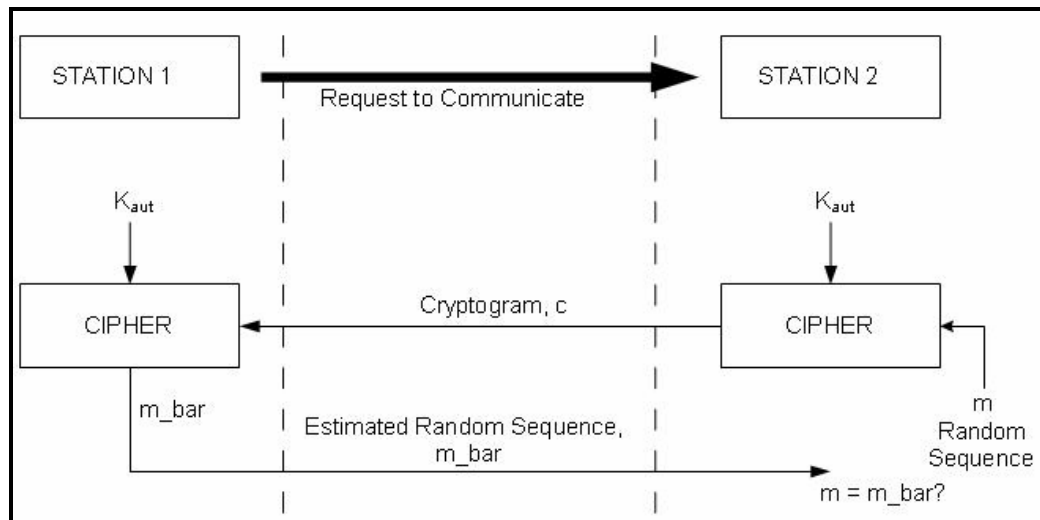 STATION 1
STATION 2
Request to Communicate
K_aut
K_aut
Cryptogram, c
CIPHER
CIPHER
m_bar
Estimated Random Sequence,
m_bar
m
Random
Sequence
m = m_bar?